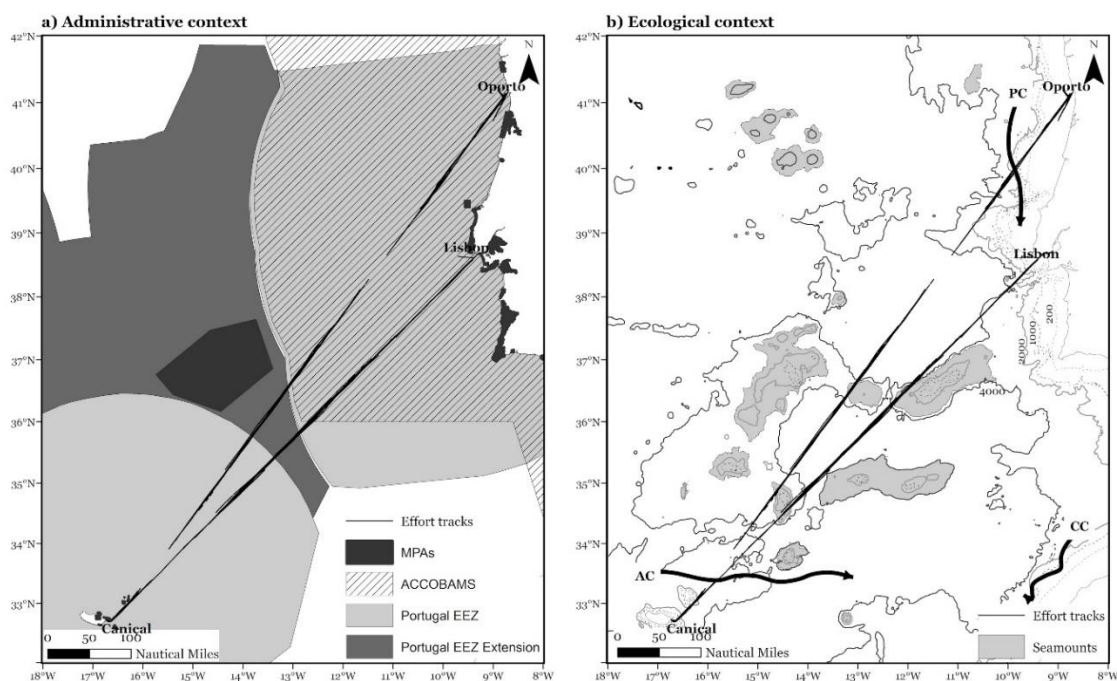 a) Administrative context
42°N
41°N
40°N
39°N
38°N
37°N
36°N
35°N
34°N
33°N
N
Oporto
Lisbon
Canical
Effort tracks
MPAs
ACCOBAMS
Portugal EEZ
Portugal EEZ Extension
0 50 100
Nautical Miles
18°W 17°W 16°W 15°W 14°W 13°W 12°W 11°W 10°W 9°W 8°W
b) Ecological context
42°N
41°N
40°N
39°N
38°N
37°N
36°N
35°N
34°N
33°N
N
PC
Oporto
Lisbon
200
1000
2000
4000
CC
AC
Canical
Effort tracks
Seamounts
0 50 100
Nautical Miles
18°W 17°W 16°W 15°W 14°W 13°W 12°W 11°W 10°W 9°W 8°W